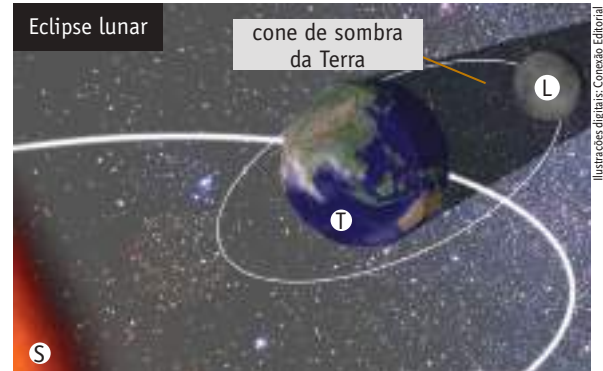 Eclipse lunar
cone de sombra
da Terra
L
T
S
Ilustrações digitais: Conexão Editorial